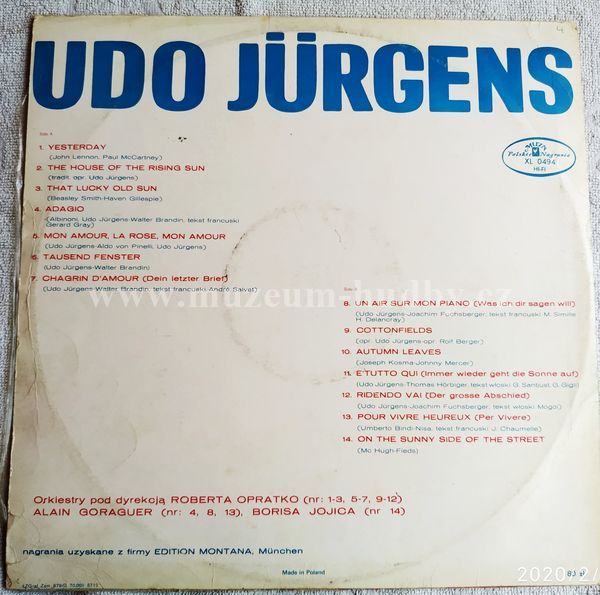 4
UDO JÜRGENS
MUZA
Polskie Nagrania
XL 0494
HI-FI
Side A
1. YESTERDAY
(John Lennon, Paul McCartney)
2. THE HOUSE OF THE RISING SUN
(tradit. opr. Udo Jürgens)
3. THAT LUCKY OLD SUN
(Beasley Smith-Haven Gillespie)
4. ADAGIO
(Albinoni, Udo Jürgens-Walter Brandin, tekst francuski
Gerard Gray)
5. MON AMOUR, LA ROSE, MON AMOUR
(Udo Jürgens-Aldo von Pinelli, Udo Jürgens)
6. TAUSEND FENSTER
(Udo Jürgens-Walter Brandin)
7. CHAGRIN D'AMOUR (Dein letzter Brief)
(Udo Jürgens-Walter Brandin, tekst francuski-André Salvet)
www.muzeum-hudby.cz
Side
8. UN AIR SUR MON PIANO (Was ich dir sagen will)
(Udo Jürgens-Joachim Fuchsberger, tekst francuski M. Simille
H. Delancray)
9. COTTONFIELDS
(opr. Udo Jürgens-opr. Rolf Berger)
10. AUTUMN LEAVES
(Joseph Kosma-Johnny Mercer)
11. E'TUTTO QUI (Immer wieder geht die Sonne auf)
(Udo Jürgens-Thomas Hörbiger, tekst włoski G. Santjust, G. Gigli)
12. RIDENDO VAI (Der grosse Abschied)
(Udo Jürgens-Joachim Fuchsberger, tekst włoski Mogol)
13. POUR VIVRE HEUREUX (Per Vivere)
(Umberto Bindi-Nisa, tekst francuski J. Chaumelle)
14. ON THE SUNNY SIDE OF THE STREET
(Mc Hugh-Fieds)
Orkiestry pod dyrekcją ROBERTA OPRATKO (nr: 1-3, 5-7, 9-12)
ALAIN GORAGUER (nr: 4, 8, 13), BORISA JOJICA (nr 14)
nagrania uzyskane z firmy EDITION MONTANA, München
Made in Poland
2020/2/